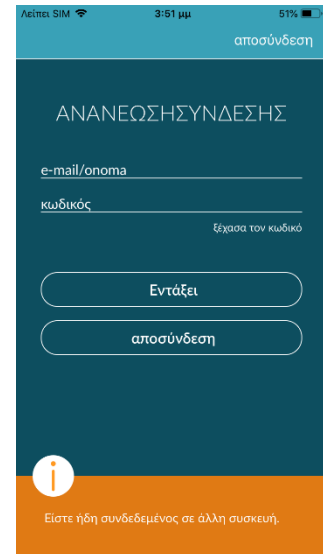 Λείπει SIM 3:51 μμ 51%
αποσύνδεση
ΑΝΑΝΕΩΣΗΣΥΝΔΕΣΗΣ
e-mail/onoma
κωδικός
ξέχασα τον κωδικό
Εντάξει
αποσύνδεση
i
Είστε ήδη συνδεδεμένος σε άλλη συσκευή.